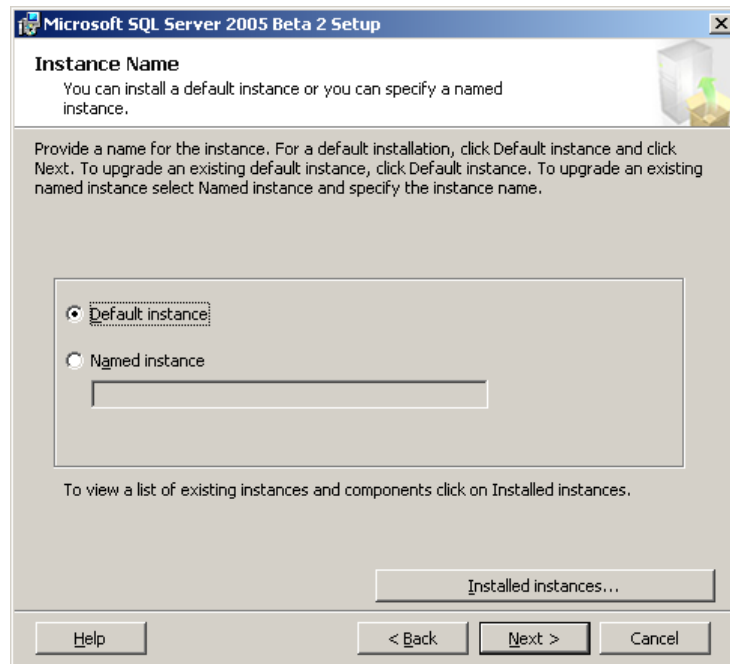 Microsoft SQL Server 2005 Beta 2 Setup
Instance Name
You can install a default instance or you can specify a named
instance.
Provide a name for the instance. For a default installation, click Default instance and click
Next. To upgrade an existing default instance, click Default instance. To upgrade an existing
named instance select Named instance and specify the instance name.
Default instance
Named instance
To view a list of existing instances and components click on Installed instances.
Installed instances...
Help
< Back
Next >
Cancel